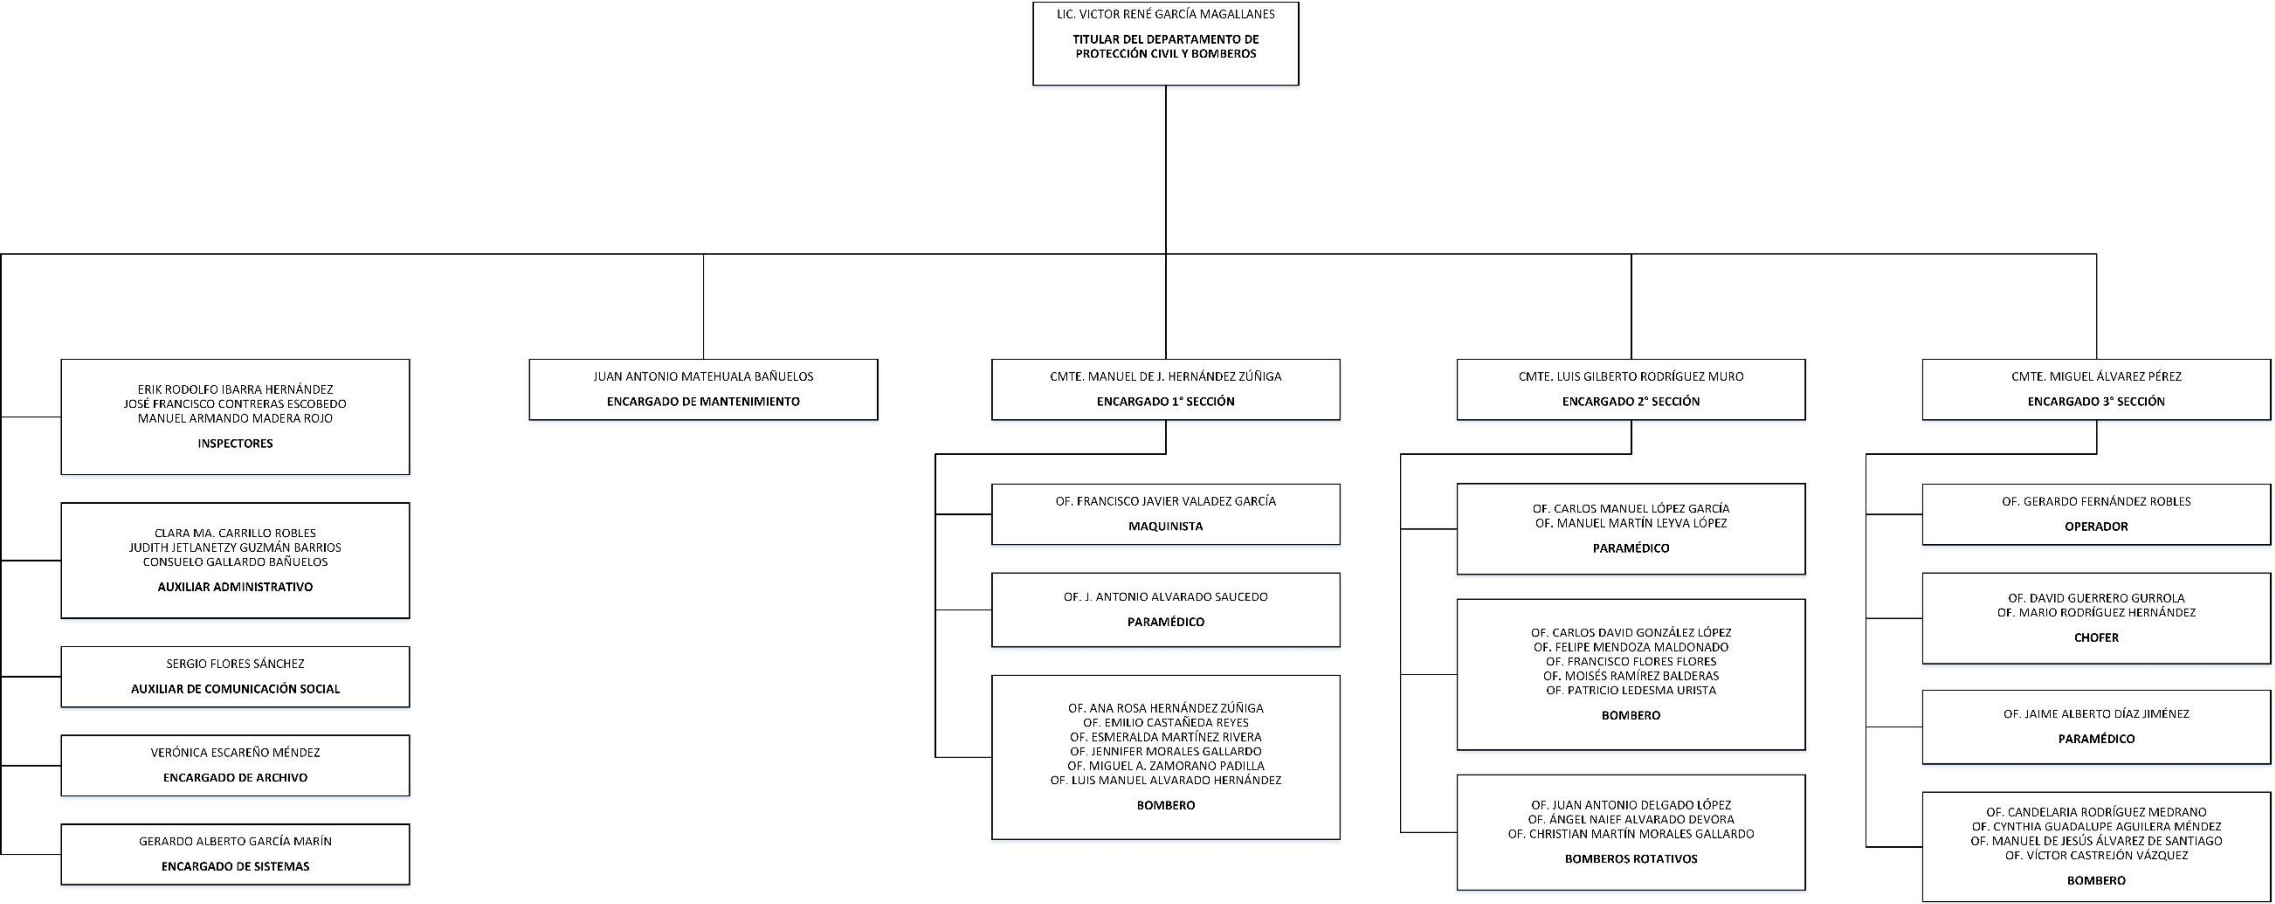 LIC. VICTOR RENÉ GARCÍA MAGALLANES
TITULAR DEL DEPARTAMENTO DE
PROTECCIÓN CIVIL Y BOMBEROS
ERIK RODOLFO IBARRA HERNÁNDEZ
JOSÉ FRANCISCO CONTRERAS ESCOBEDO
MANUEL ARMANDO MADERA ROJO
INSPECTORES
CLARA MA. CARRILLO ROBLES
JUDITH JETLANETZY GUZMÁN BARRIOS
CONSUELO GALLARDO BAÑUELOS
AUXILIAR ADMINISTRATIVO
SERGIO FLORES SÁNCHEZ
AUXILIAR DE COMUNICACIÓN SOCIAL
VERÓNICA ESCAREÑO MÉNDEZ
ENCARGADO DE ARCHIVO
GERARDO ALBERTO GARCÍA MARÍN
ENCARGADO DE SISTEMAS
JUAN ANTONIO MATEHUALA BAÑUELOS
ENCARGADO DE MANTENIMIENTO
CMTE. MANUEL DE J. HERNÁNDEZ ZÚÑIGA
ENCARGADO 1° SECCIÓN
OF. FRANCISCO JAVIER VALADEZ GARCÍA
MAQUINISTA
OF. J. ANTONIO ALVARADO SAUCEDO
PARAMÉDICO
OF. ANA ROSA HERNÁNDEZ ZÚÑIGA
OF. EMILIO CASTAÑEDA REYES
OF. ESMERALDA MARTÍNEZ RIVERA
OF. JENNIFER MORALES GALLARDO
OF. MIGUEL A. ZAMORANO PADILLA
OF. LUIS MANUEL ALVARADO HERNÁNDEZ
BOMBERO
CMTE. LUIS GILBERTO RODRÍGUEZ MURO
ENCARGADO 2° SECCIÓN
OF. CARLOS MANUEL LÓPEZ GARCÍA
OF. MANUEL MARTÍN LEYVA LÓPEZ
PARAMÉDICO
OF. CARLOS DAVID GONZÁLEZ LÓPEZ
OF. FELIPE MENDOZA MALDONADO
OF. FRANCISCO FLORES FLORES
OF. MOISÉS RAMÍREZ BALDERAS
OF. PATRICIO LEDESMA URISTA
BOMBERO
OF. JUAN ANTONIO DELGADO LÓPEZ
OF. ÁNGEL NAIEF ALVARADO DEVORA
OF. CHRISTIAN MARTÍN MORALES GALLARDO
BOMBEROS ROTATIVOS
CMTE. MIGUEL ÁLVAREZ PÉREZ
ENCARGADO 3° SECCIÓN
OF. GERARDO FERNÁNDEZ ROBLES
OPERADOR
OF. DAVID GUERRERO GURROLA
OF. MARIO RODRÍGUEZ HERNÁNDEZ
CHOFER
OF. JAIME ALBERTO DÍAZ JIMÉNEZ
PARAMÉDICO
OF. CANDELARIA RODRÍGUEZ MEDRANO
OF. CYNTHIA GUADALUPE AGUILERA MÉNDEZ
OF. MANUEL DE JESÚS ÁLVAREZ DE SANTIAGO
OF. VÍCTOR CASTREJÓN VÁZQUEZ
BOMBERO